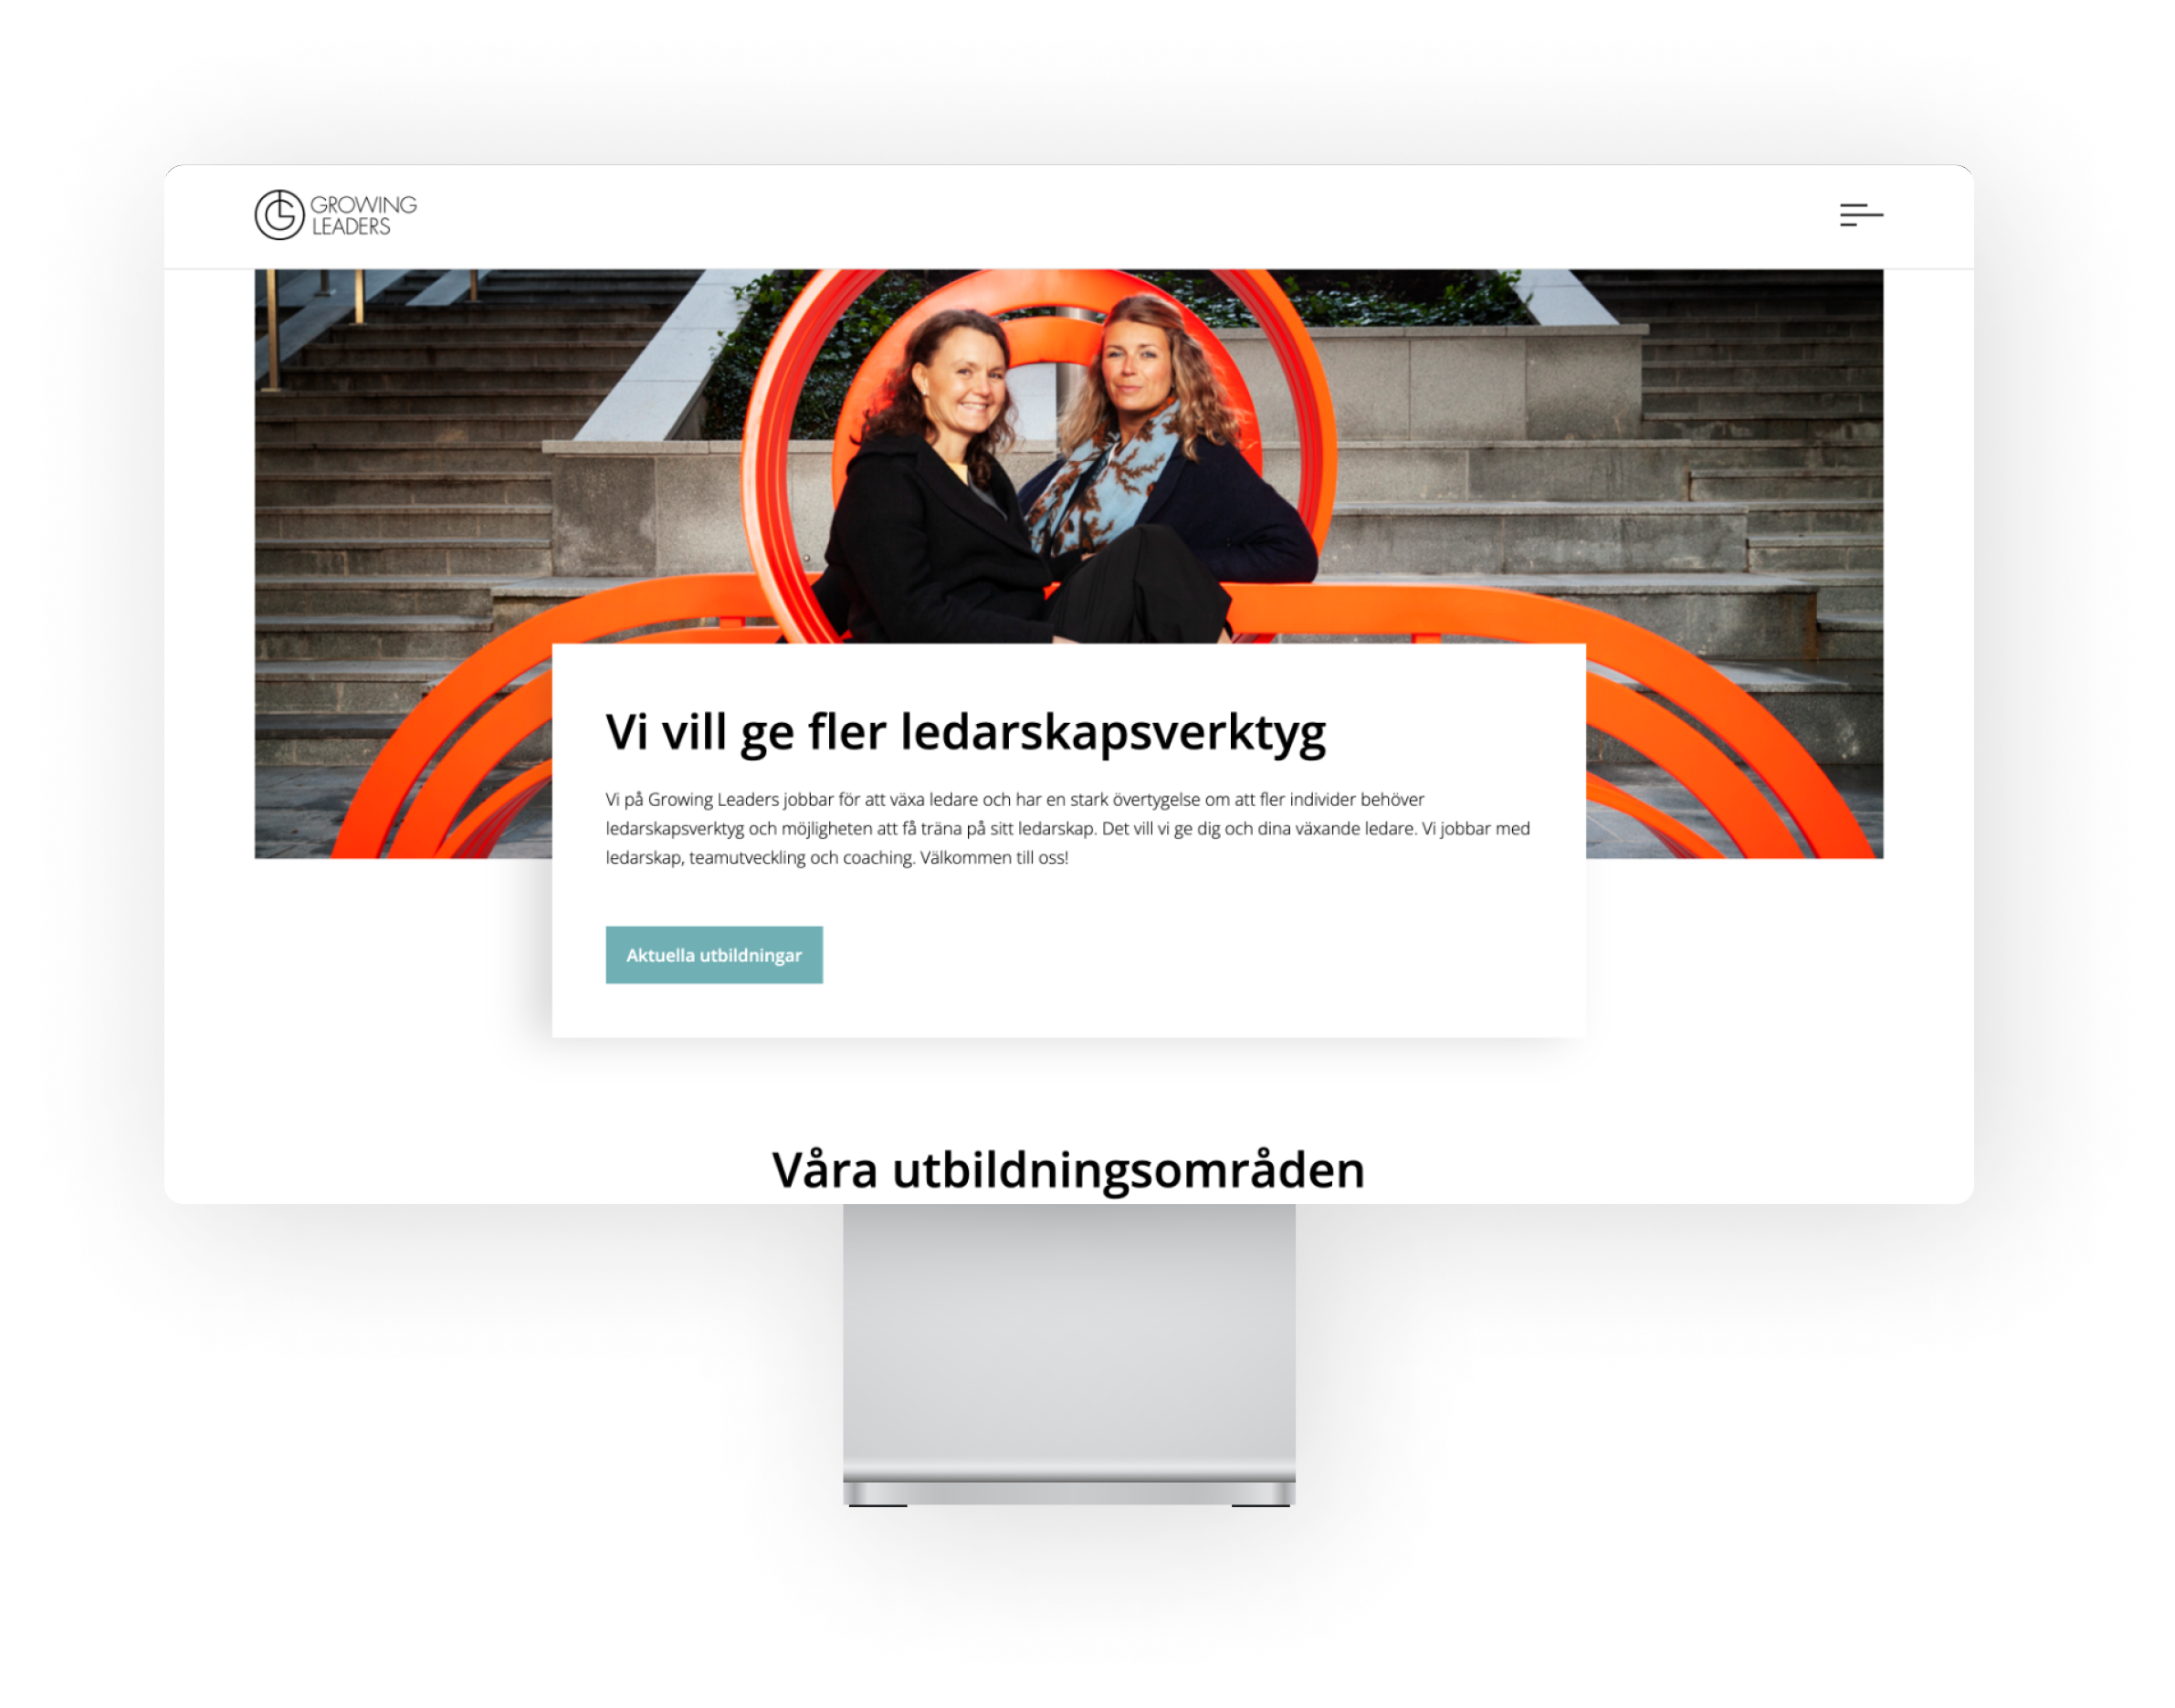 GROWING
LEADERS
Vi vill ge fler ledarskapsverktyg
Vi på Growing Leaders jobbar för att växa ledare och har en stark övertygelse om att fler individer behöver
ledarskapsverktyg och möjligheten att få träna på sitt ledarskap. Det vill vi ge dig och dina växande ledare. Vi jobbar med
ledarskap, teamutveckling och coaching. Välkommen till oss!
Aktuella utbildningar
Våra utbildningsområden